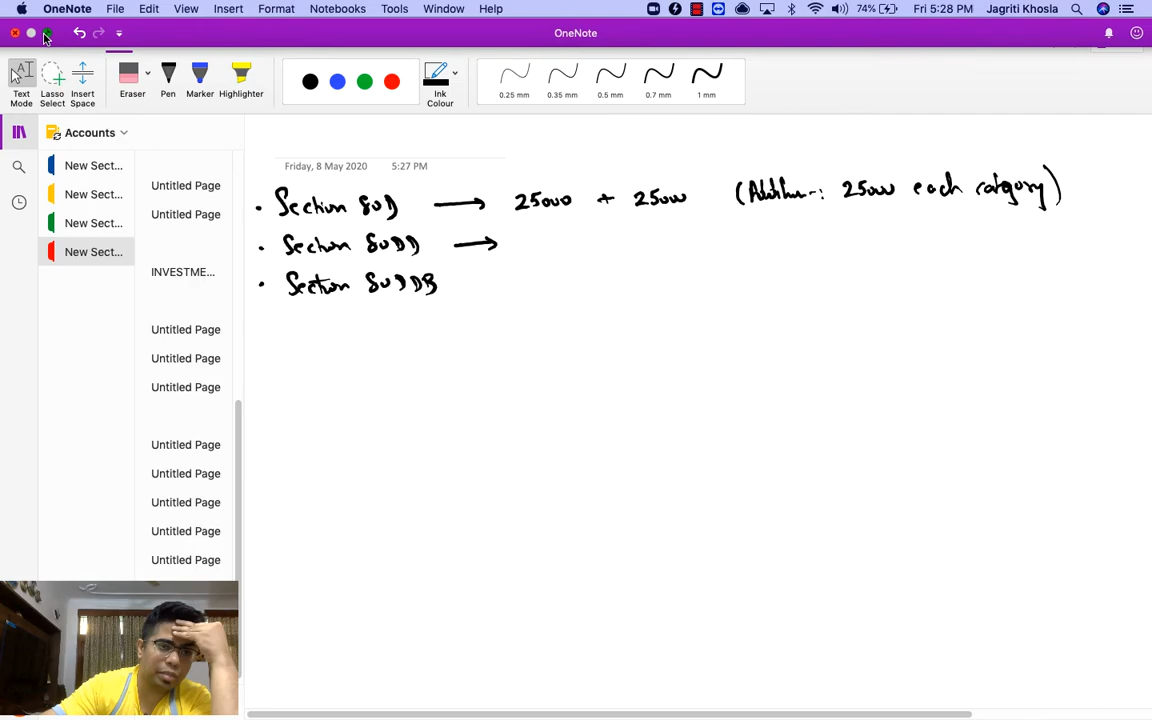 OneNote File Edit View Insert Format Notebooks Tools Window Help 74% Fri 5:28 PM Jagriti Khosla
OneNote
Text Mode
Lasso Select
Insert Space
Eraser
Pen
Marker
Highlighter
Ink Colour
0.25 mm 0.35 mm 0.5 mm 0.7 mm 1 mm
Accounts
New Sect...
New Sect...
New Sect...
New Sect...
Untitled Page
Untitled Page
INVESTME...
Untitled Page
Untitled Page
Untitled Page
Untitled Page
Untitled Page
Untitled Page
Untitled Page
Untitled Page
Friday, 8 May 2020 5:27 PM
• Section 80D → 25000 + 25000 ( : 25000 each category)
• Section 80DD →
• Section 80DDB